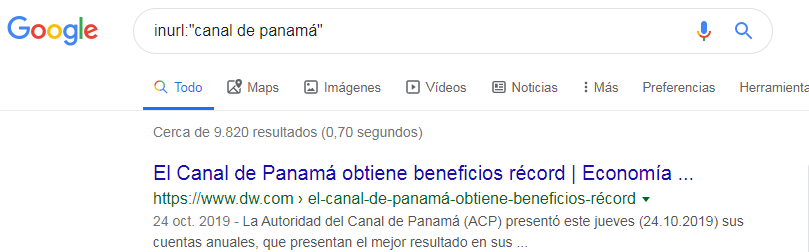 Google inurl:"canal de panamá"
Todo Maps Imágenes Vídeos Noticias Más Preferencias Herramienta
Cerca de 9.820 resultados (0,70 segundos)
El Canal de Panamá obtiene beneficios récord | Economía ...
https://www.dw.com › el-canal-de-panamá-obtiene-beneficios-récord
24 oct. 2019 - La Autoridad del Canal de Panamá (ACP) presentó este jueves (24.10.2019) sus
cuentas anuales, que presentan el mejor resultado en sus ...